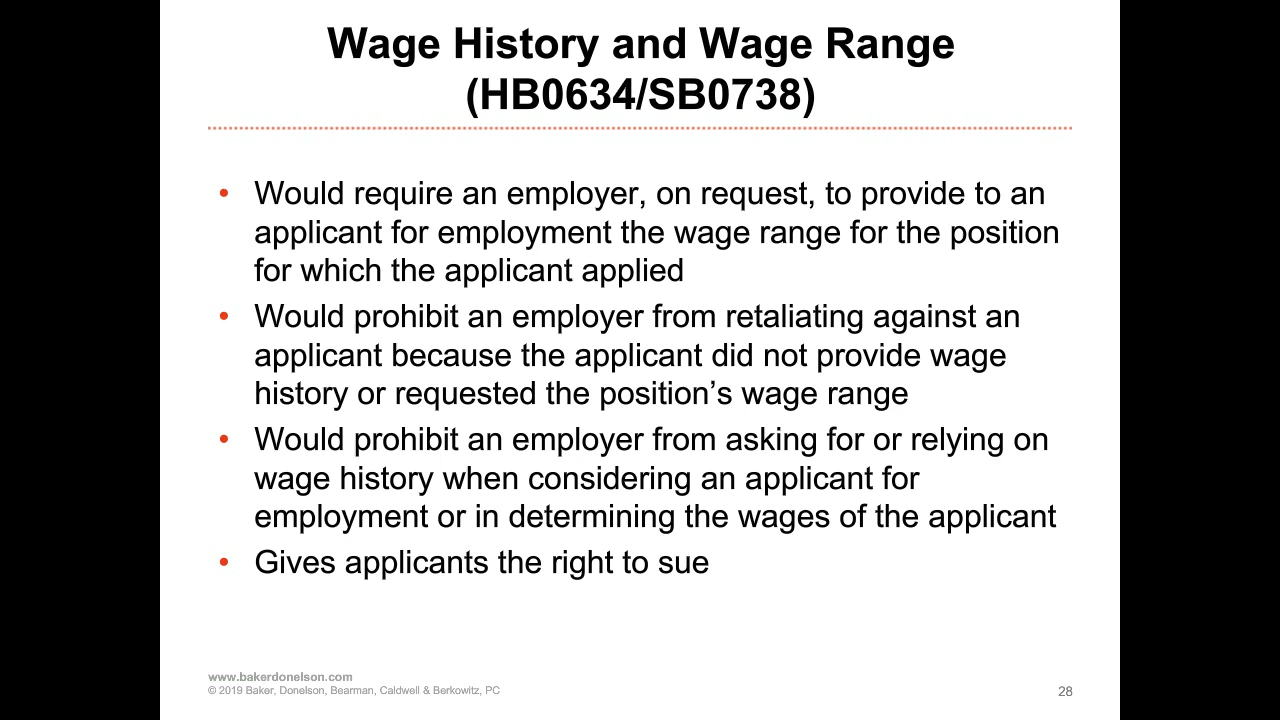 Wage History and Wage Range
(HB0634/SB0738)
• Would require an employer, on request, to provide to an
applicant for employment the wage range for the position
for which the applicant applied
• Would prohibit an employer from retaliating against an
applicant because the applicant did not provide wage
history or requested the position’s wage range
• Would prohibit an employer from asking for or relying on
wage history when considering an applicant for
employment or in determining the wages of the applicant
• Gives applicants the right to sue
www.bakerdonelson.com
© 2019 Baker, Donelson, Bearman, Caldwell & Berkowitz, PC
28